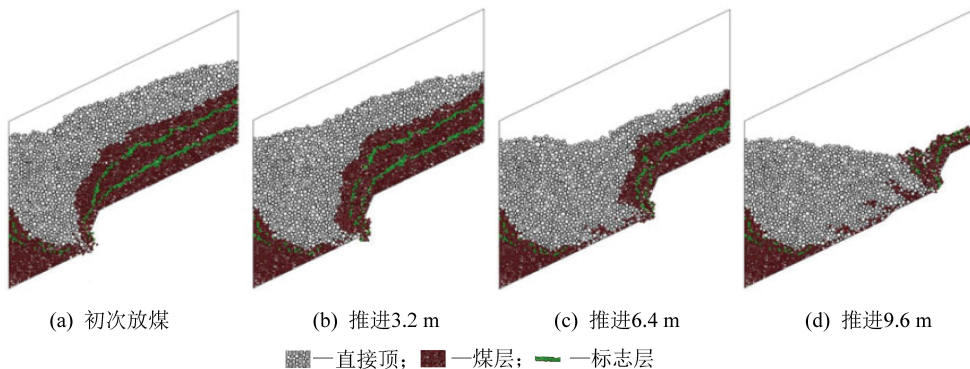 (a) 初次放煤
(b) 推进3.2 m
(c) 推进6.4 m
(d) 推进9.6 m
—直接顶; —煤层; —标志层